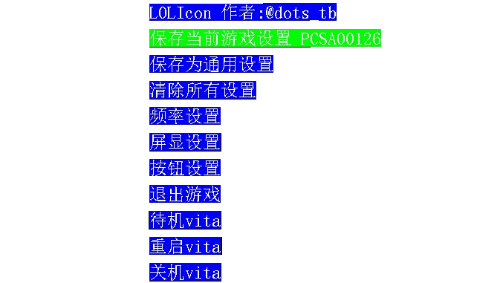 LOLIcon 作者:@dots_tb
保存当前游戏设置 PCSA00126
保存为通用设置
清除所有设置
频率设置
屏显设置
按钮设置
退出游戏
待机vita
重启vita
关机vita